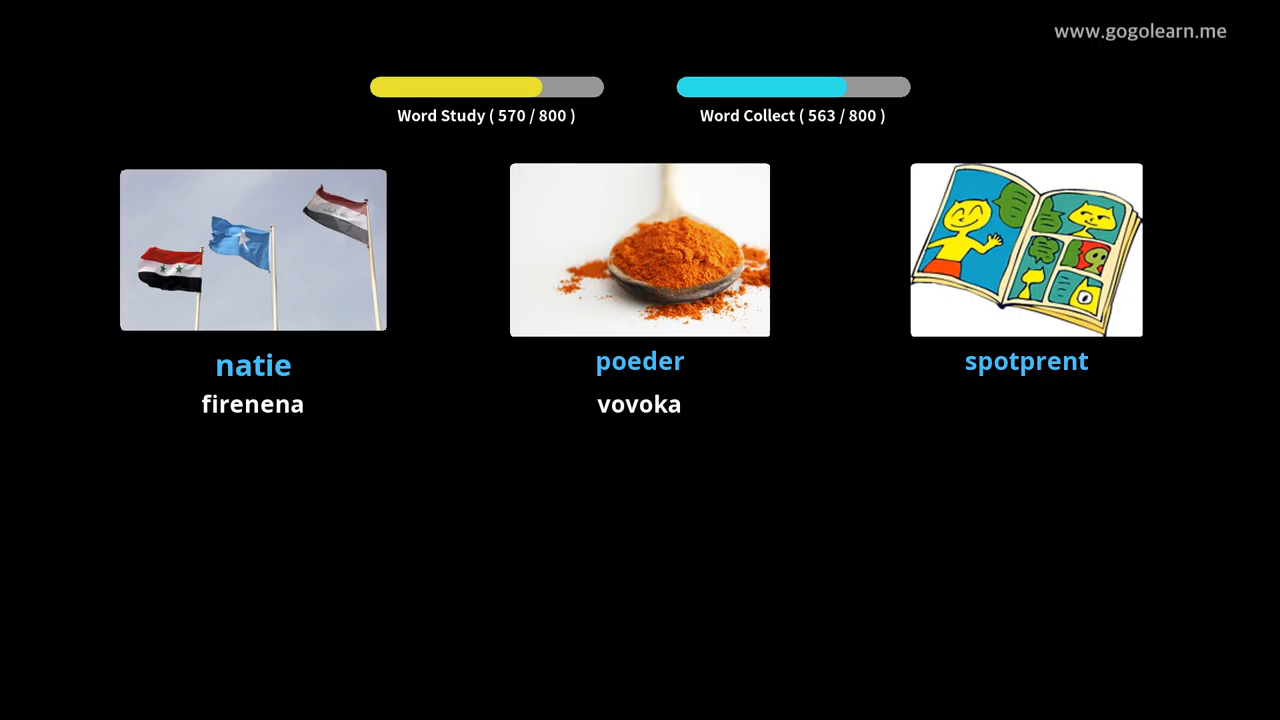 www.gogolearn.me
Word Study ( 570 / 800 )
Word Collect ( 563 / 800 )
natie
poeder
spotprent
firenena
vovoka